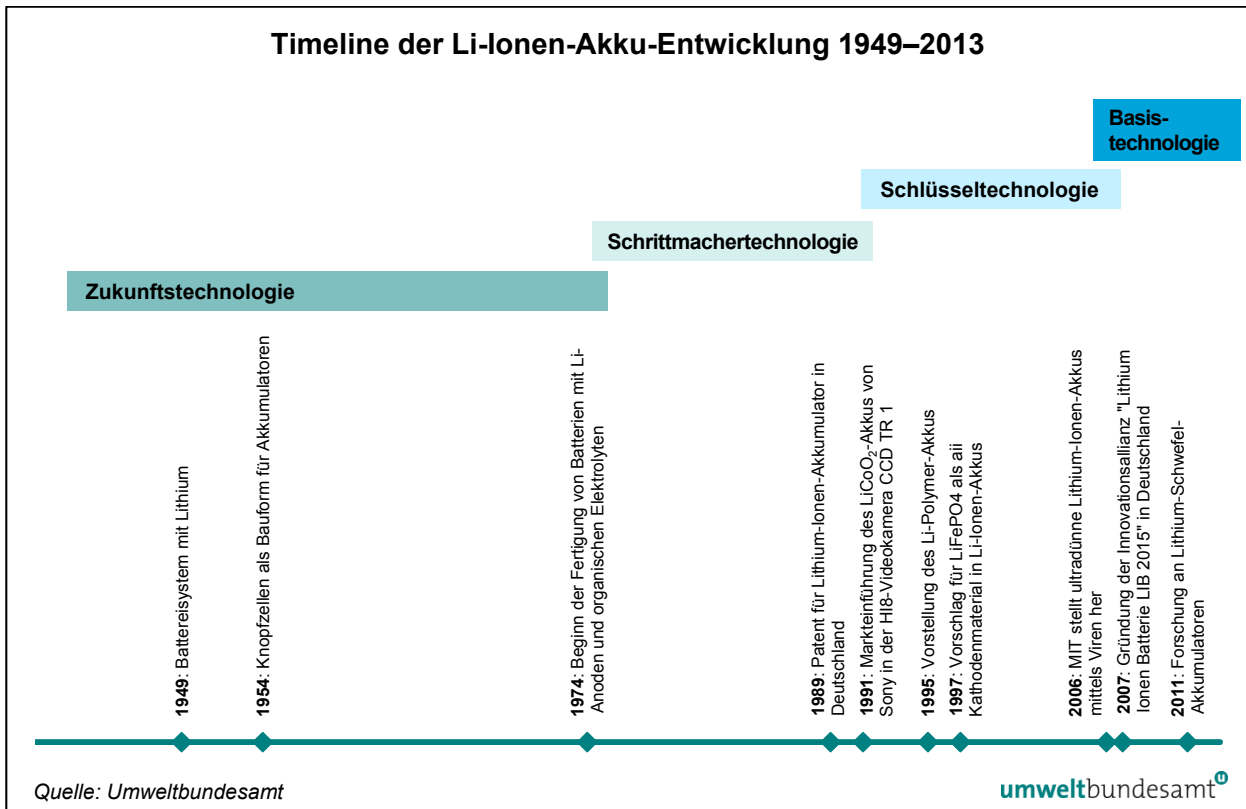 Timeline der Li-Ionen-Akku-Entwicklung 1949–2013
Basis-
technologie
Schlüsseltechnologie
Schrittmachertechnologie
Zukunftstechnologie
1949: Battereisystem mit Lithium
1954: Knopfzellen als Bauform für Akkumulatoren
1974: Beginn der Fertigung von Batterien mit Li-
Anoden und organischen Elektrolyten
1989: Patent für Lithium-Ionen-Akkumulator in
Deutschland
1991: Markteinführung des LiCoO₂-Akkus von
Sony in der HI8-Videokamera CCD TR 1
1995: Vorstellung des Li-Polymer-Akkus
1997: Vorschlag für LiFePO4 als aii
Kathodenmaterial in Li-Ionen-Akkus
2006: MIT stellt ultradünne Lithium-Ionen-Akkus
mittels Viren her
2007: Gründung der Innovationsallianz "Lithium
Ionen Batterie LIB 2015" in Deutschland
2011: Forschung an Lithium-Schwefel-
Akkumulatoren
Quelle: Umweltbundesamt
umweltbundesamt u